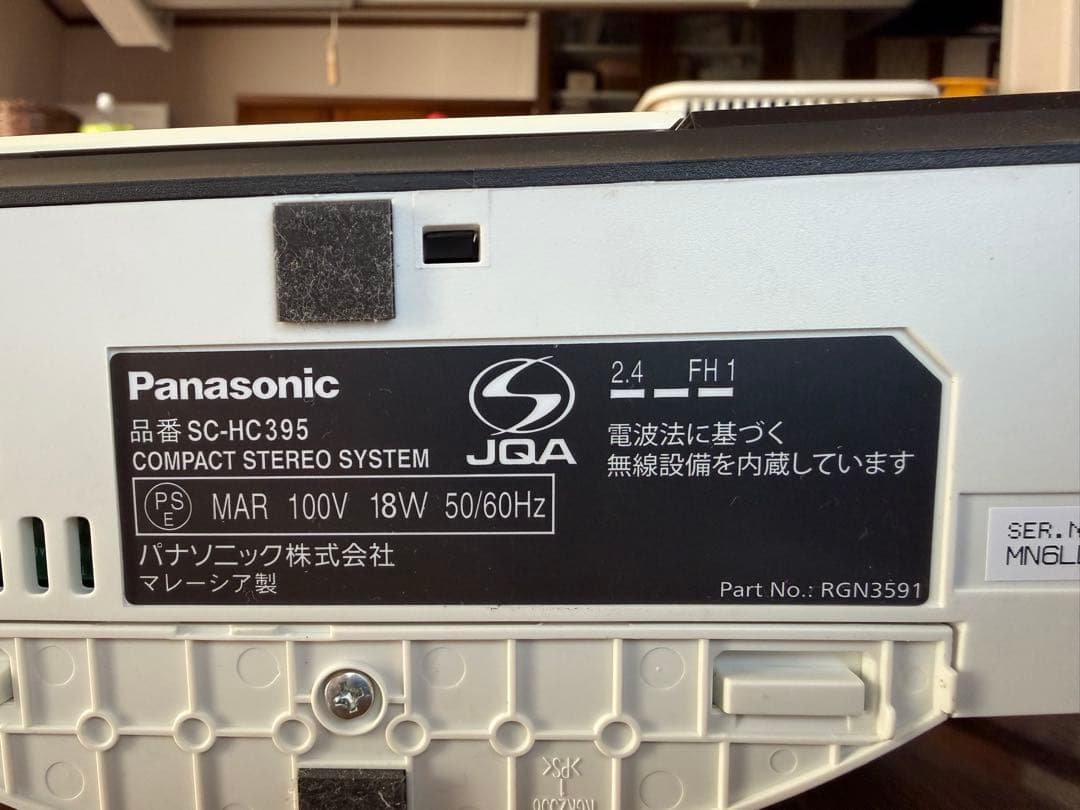 Panasonic
品番 SC-HC395
COMPACT STEREO SYSTEM
PS
E
MAR 100V 18W 50/60Hz
パナソニック株式会社
マレーシア製
JQA
2.4 FH 1
電波法に基づく
無線設備を内蔵しています
Part No.: RGN3591
SER.N
MN6L
>PS<